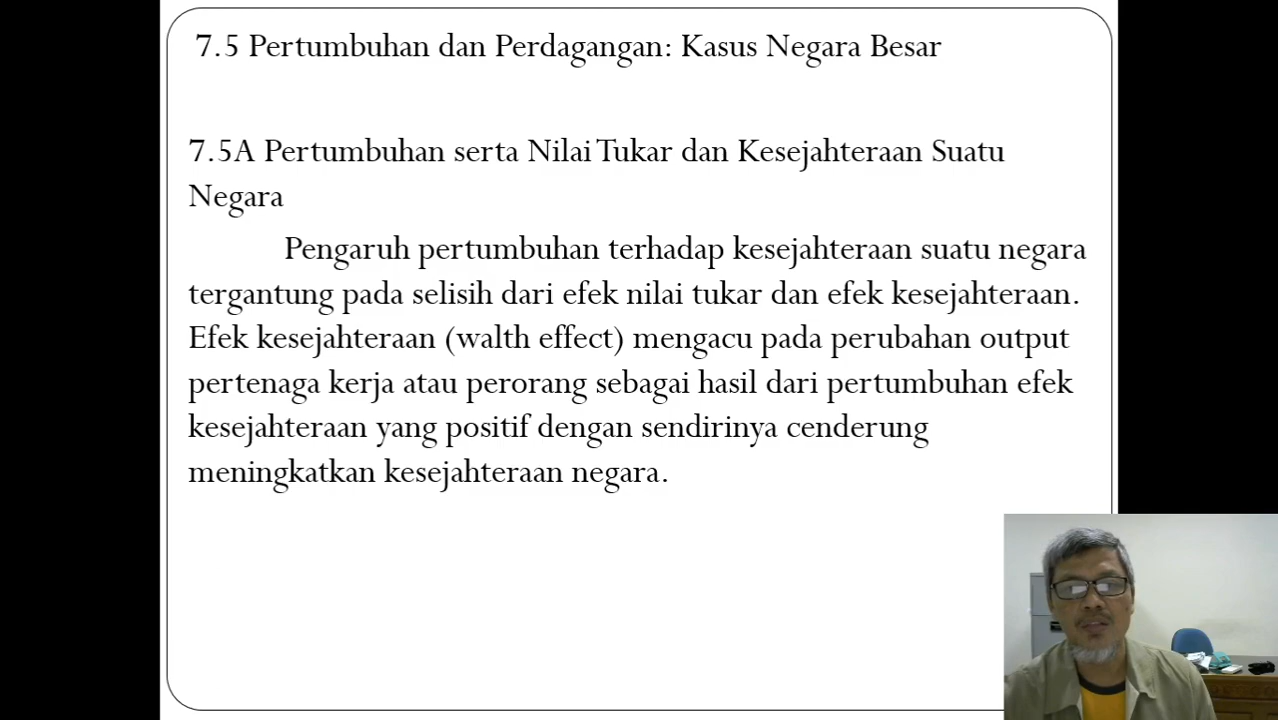 7.5 Pertumbuhan dan Perdagangan: Kasus Negara Besar
7.5A Pertumbuhan serta Nilai Tukar dan Kesejahteraan Suatu
Negara
Pengaruh pertumbuhan terhadap kesejahteraan suatu negara
tergantung pada selisih dari efek nilai tukar dan efek kesejahteraan.
Efek kesejahteraan (walth effect) mengacu pada perubahan output
pertenaga kerja atau perorang sebagai hasil dari pertumbuhan efek
kesejahteraan yang positif dengan sendirinya cenderung
meningkatkan kesejahteraan negara.